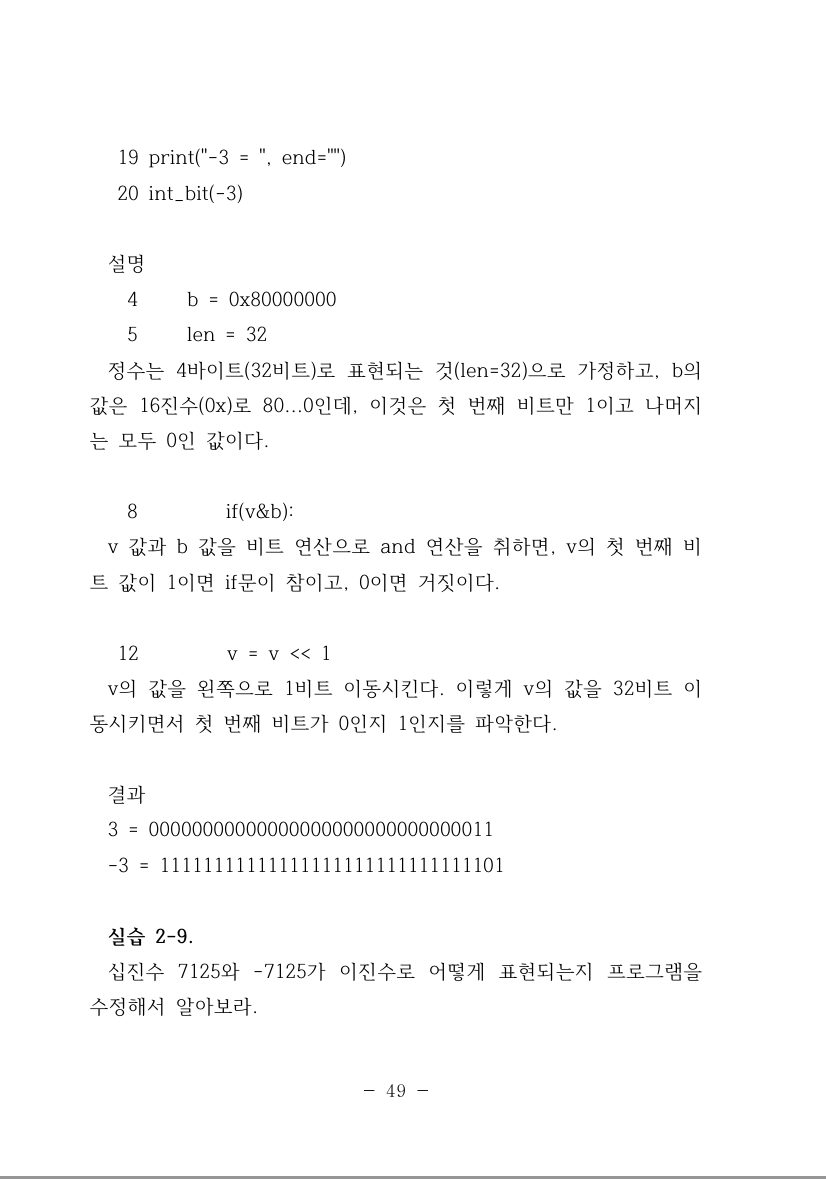 19 print("-3 = ", end="")
20 int_bit(-3)
설명
4 b = 0x80000000
5 len = 32
정수는 4바이트(32비트)로 표현되는 것(len=32)으로 가정하고, b의
값은 16진수(0x)로 80...0인데, 이것은 첫 번째 비트만 1이고 나머지
는 모두 0인 값이다.
8 if(v&b):
v 값과 b 값을 비트 연산으로 and 연산을 취하면, v의 첫 번째 비
트 값이 1이면 if문이 참이고, 0이면 거짓이다.
12 v = v << 1
v의 값을 왼쪽으로 1비트 이동시킨다. 이렇게 v의 값을 32비트 이
동시키면서 첫 번째 비트가 0인지 1인지를 파악한다.
결과
3 = 00000000000000000000000000000011
-3 = 11111111111111111111111111111101
실습 2-9.
십진수 7125와 -7125가 이진수로 어떻게 표현되는지 프로그램을
수정해서 알아보라.
- 49 -